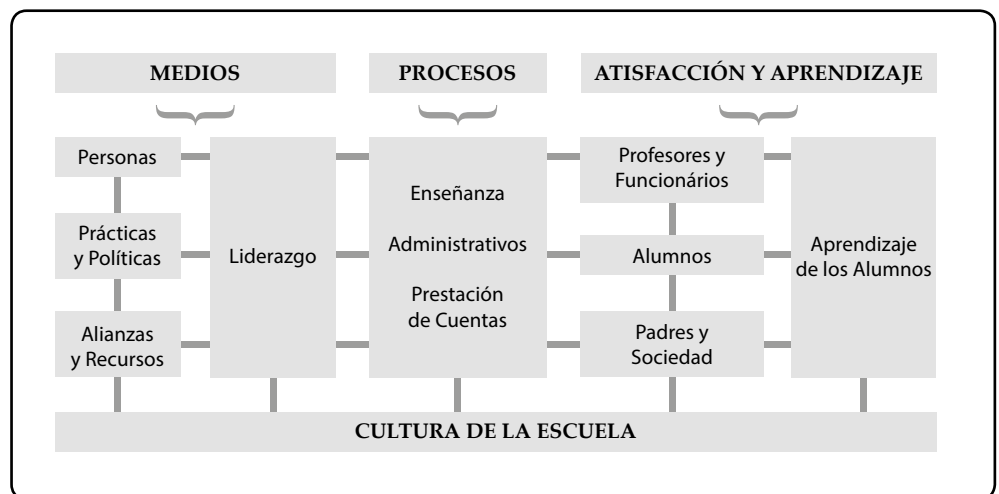 MEDIOS
PROCESOS
ATISFACCIÓN Y APRENDIZAJE
Personas
Prácticas
y Políticas
Alianzas
y Recursos
Liderazgo
Enseñanza
Administrativos
Prestación
de Cuentas
Profesores y
Funcionários
Alumnos
Padres y
Sociedad
Aprendizaje
de los Alumnos
CULTURA DE LA ESCUELA